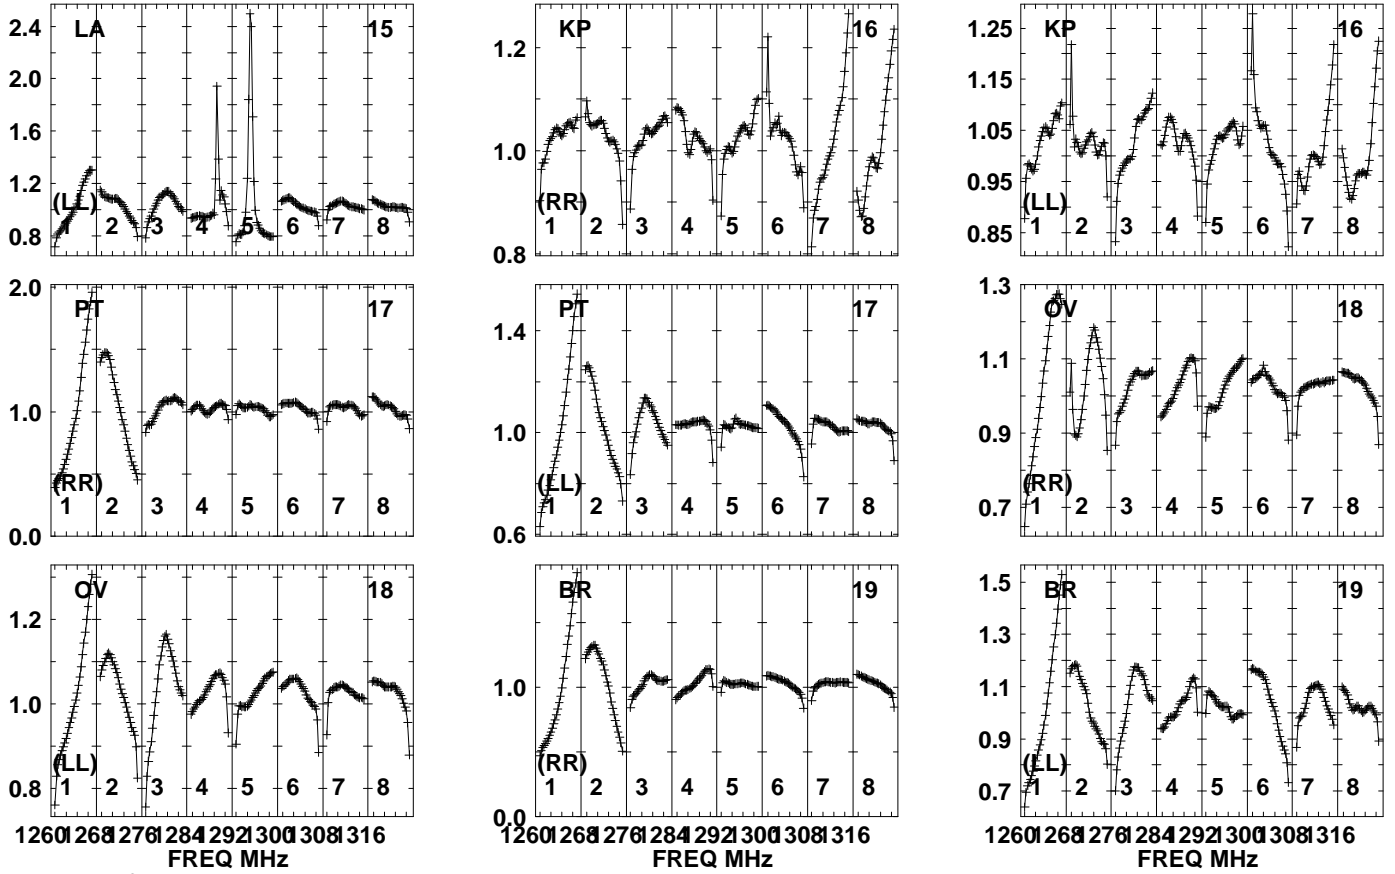 LA 15
2.4
2.0
1.6
1.2
0.8
(LL)
1 2 3 4 5 6 7 8
KP 16
1.2
1.0
0.8
(RR)
1 2 3 4 5 6 7 8
KP 16
1.25
1.15
1.05
0.95
0.85
(LL)
1 2 3 4 5 6 7 8
PT 17
2.0
1.0
0.0
(RR)
1 2 3 4 5 6 7 8
PT 17
1.4
1.0
0.6
(LL)
1 2 3 4 5 6 7 8
OV 18
1.3
1.1
0.9
0.7
(RR)
1 2 3 4 5 6 7 8
OV 18
1.2
1.0
0.8
(LL)
1 2 3 4 5 6 7 8
1260 1268 1276 1284 1292 1300 1308 1316
FREQ MHz
BR 19
1.0
0.0
(RR)
1 2 3 4 5 6 7 8
1260 1268 1276 1284 1292 1300 1308 1316
FREQ MHz
BR 19
1.5
1.3
1.1
0.9
0.7
(LL)
1 2 3 4 5 6 7 8
1260 1268 1276 1284 1292 1300 1308 1316
FREQ MHz